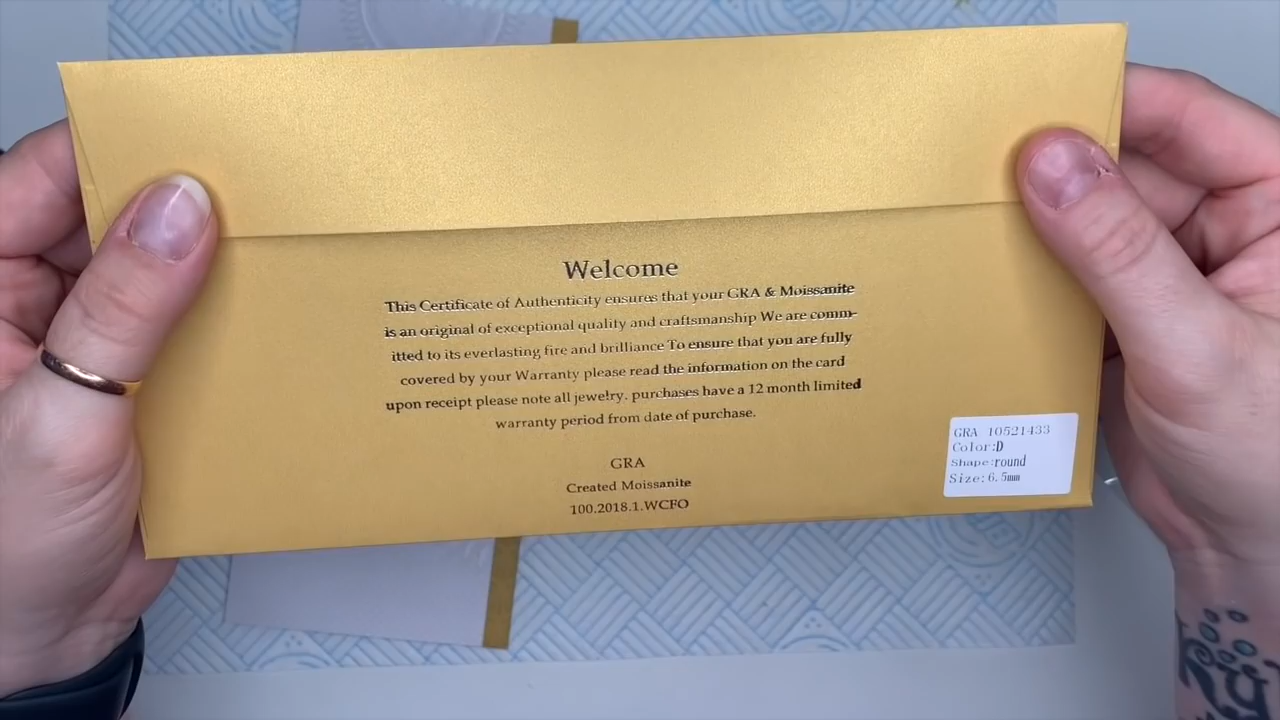 Welcome
This Certificate of Authenticity ensures that your GRA & Moissanite
is an original of exceptional quality and craftsmanship We are comm-
itted to its everlasting fire and brilliance To ensure that you are fully
covered by your Warranty please read the information on the card
upon receipt please note all jewelry. purchases have a 12 month limited
warranty period from date of purchase.
GRA
Created Moissanite
100.2018.1.WCFO
GRA 10521433
Color:D
Shape:round
Size:6.5mm